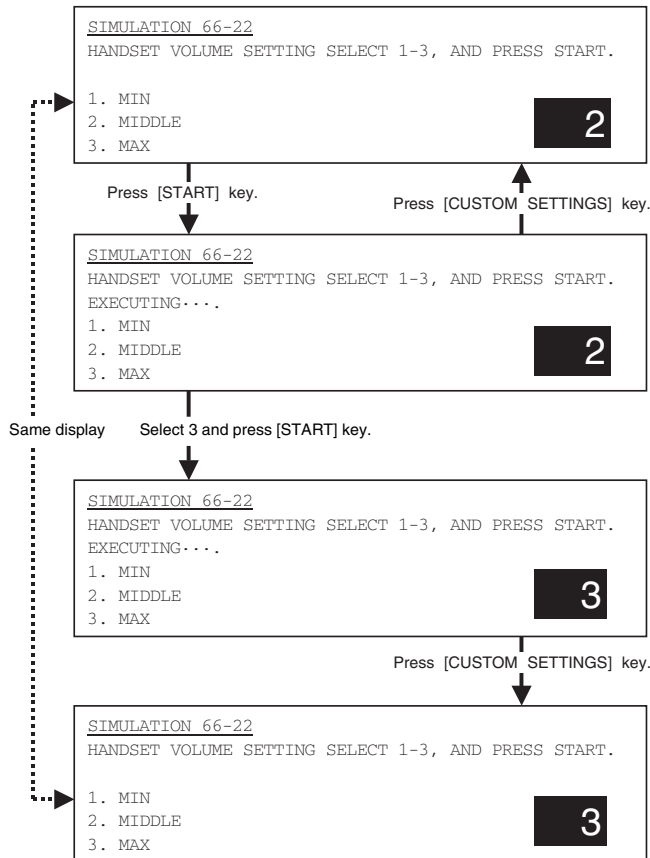 SIMULATION 66-22
HANDSET VOLUME SETTING SELECT 1-3, AND PRESS START.
1. MIN
2. MIDDLE
3. MAX
2
Press [START] key.
Press [CUSTOM SETTINGS] key.
SIMULATION 66-22
HANDSET VOLUME SETTING SELECT 1-3, AND PRESS START.
EXECUTING···.
1. MIN
2. MIDDLE
3. MAX
2
Same display
Select 3 and press [START] key.
SIMULATION 66-22
HANDSET VOLUME SETTING SELECT 1-3, AND PRESS START.
EXECUTING···.
1. MIN
2. MIDDLE
3. MAX
3
Press [CUSTOM SETTINGS] key.
SIMULATION 66-22
HANDSET VOLUME SETTING SELECT 1-3, AND PRESS START.
1. MIN
2. MIDDLE
3. MAX
3